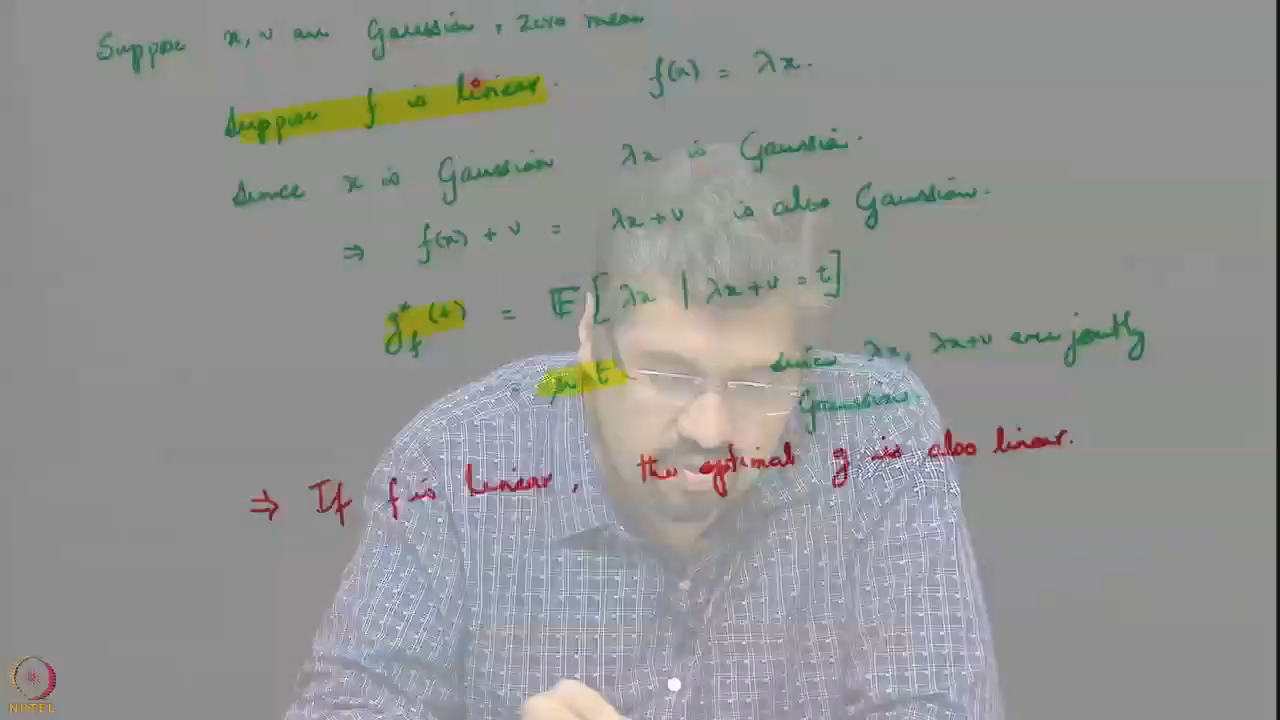 Suppose x, v are Gaussian, zero mean
Suppose f is linear. f(x) = λx.
Since x is Gaussian λx is Gaussian.
⇒ f(x) + v = λx + v is also Gaussian.
g*_f (t) = 𝔼 [ λx | λx + v = t ]
= μ t since λx, λx+v are jointly
Gaussian.
⇒ If f is linear, the optimal g is also linear.
NPTEL